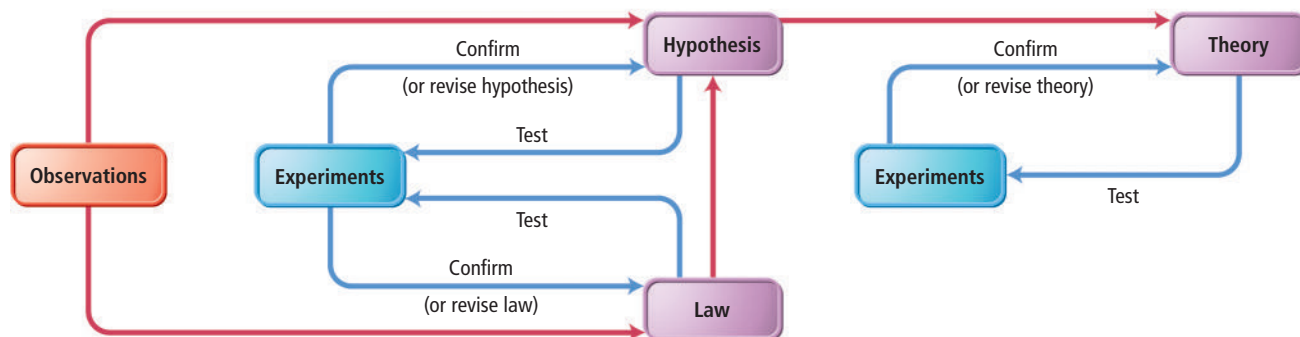 Hypothesis
Theory
Confirm
(or revise hypothesis)
Confirm
(or revise theory)
Test
Observations
Experiments
Experiments
Test
Test
Confirm
(or revise law)
Law